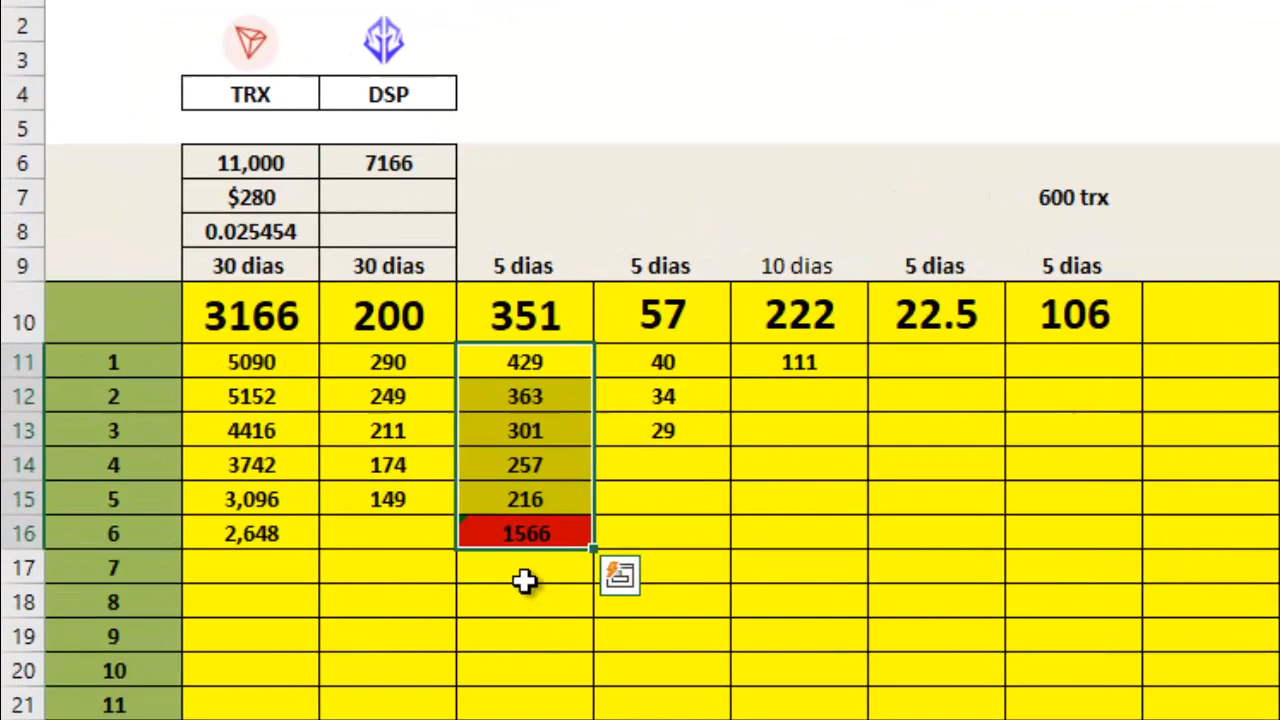 2
3
4 TRX DSP
5
6 11,000 7166
7 $280 600 trx
8 0.025454
9 30 dias 30 dias 5 dias 5 dias 10 dias 5 dias 5 dias
10 3166 200 351 57 222 22.5 106
11 1 5090 290 429 40 111
12 2 5152 249 363 34
13 3 4416 211 301 29
14 4 3742 174 257
15 5 3,096 149 216
16 6 2,648 1566
17 7
18 8
19 9
20 10
21 11